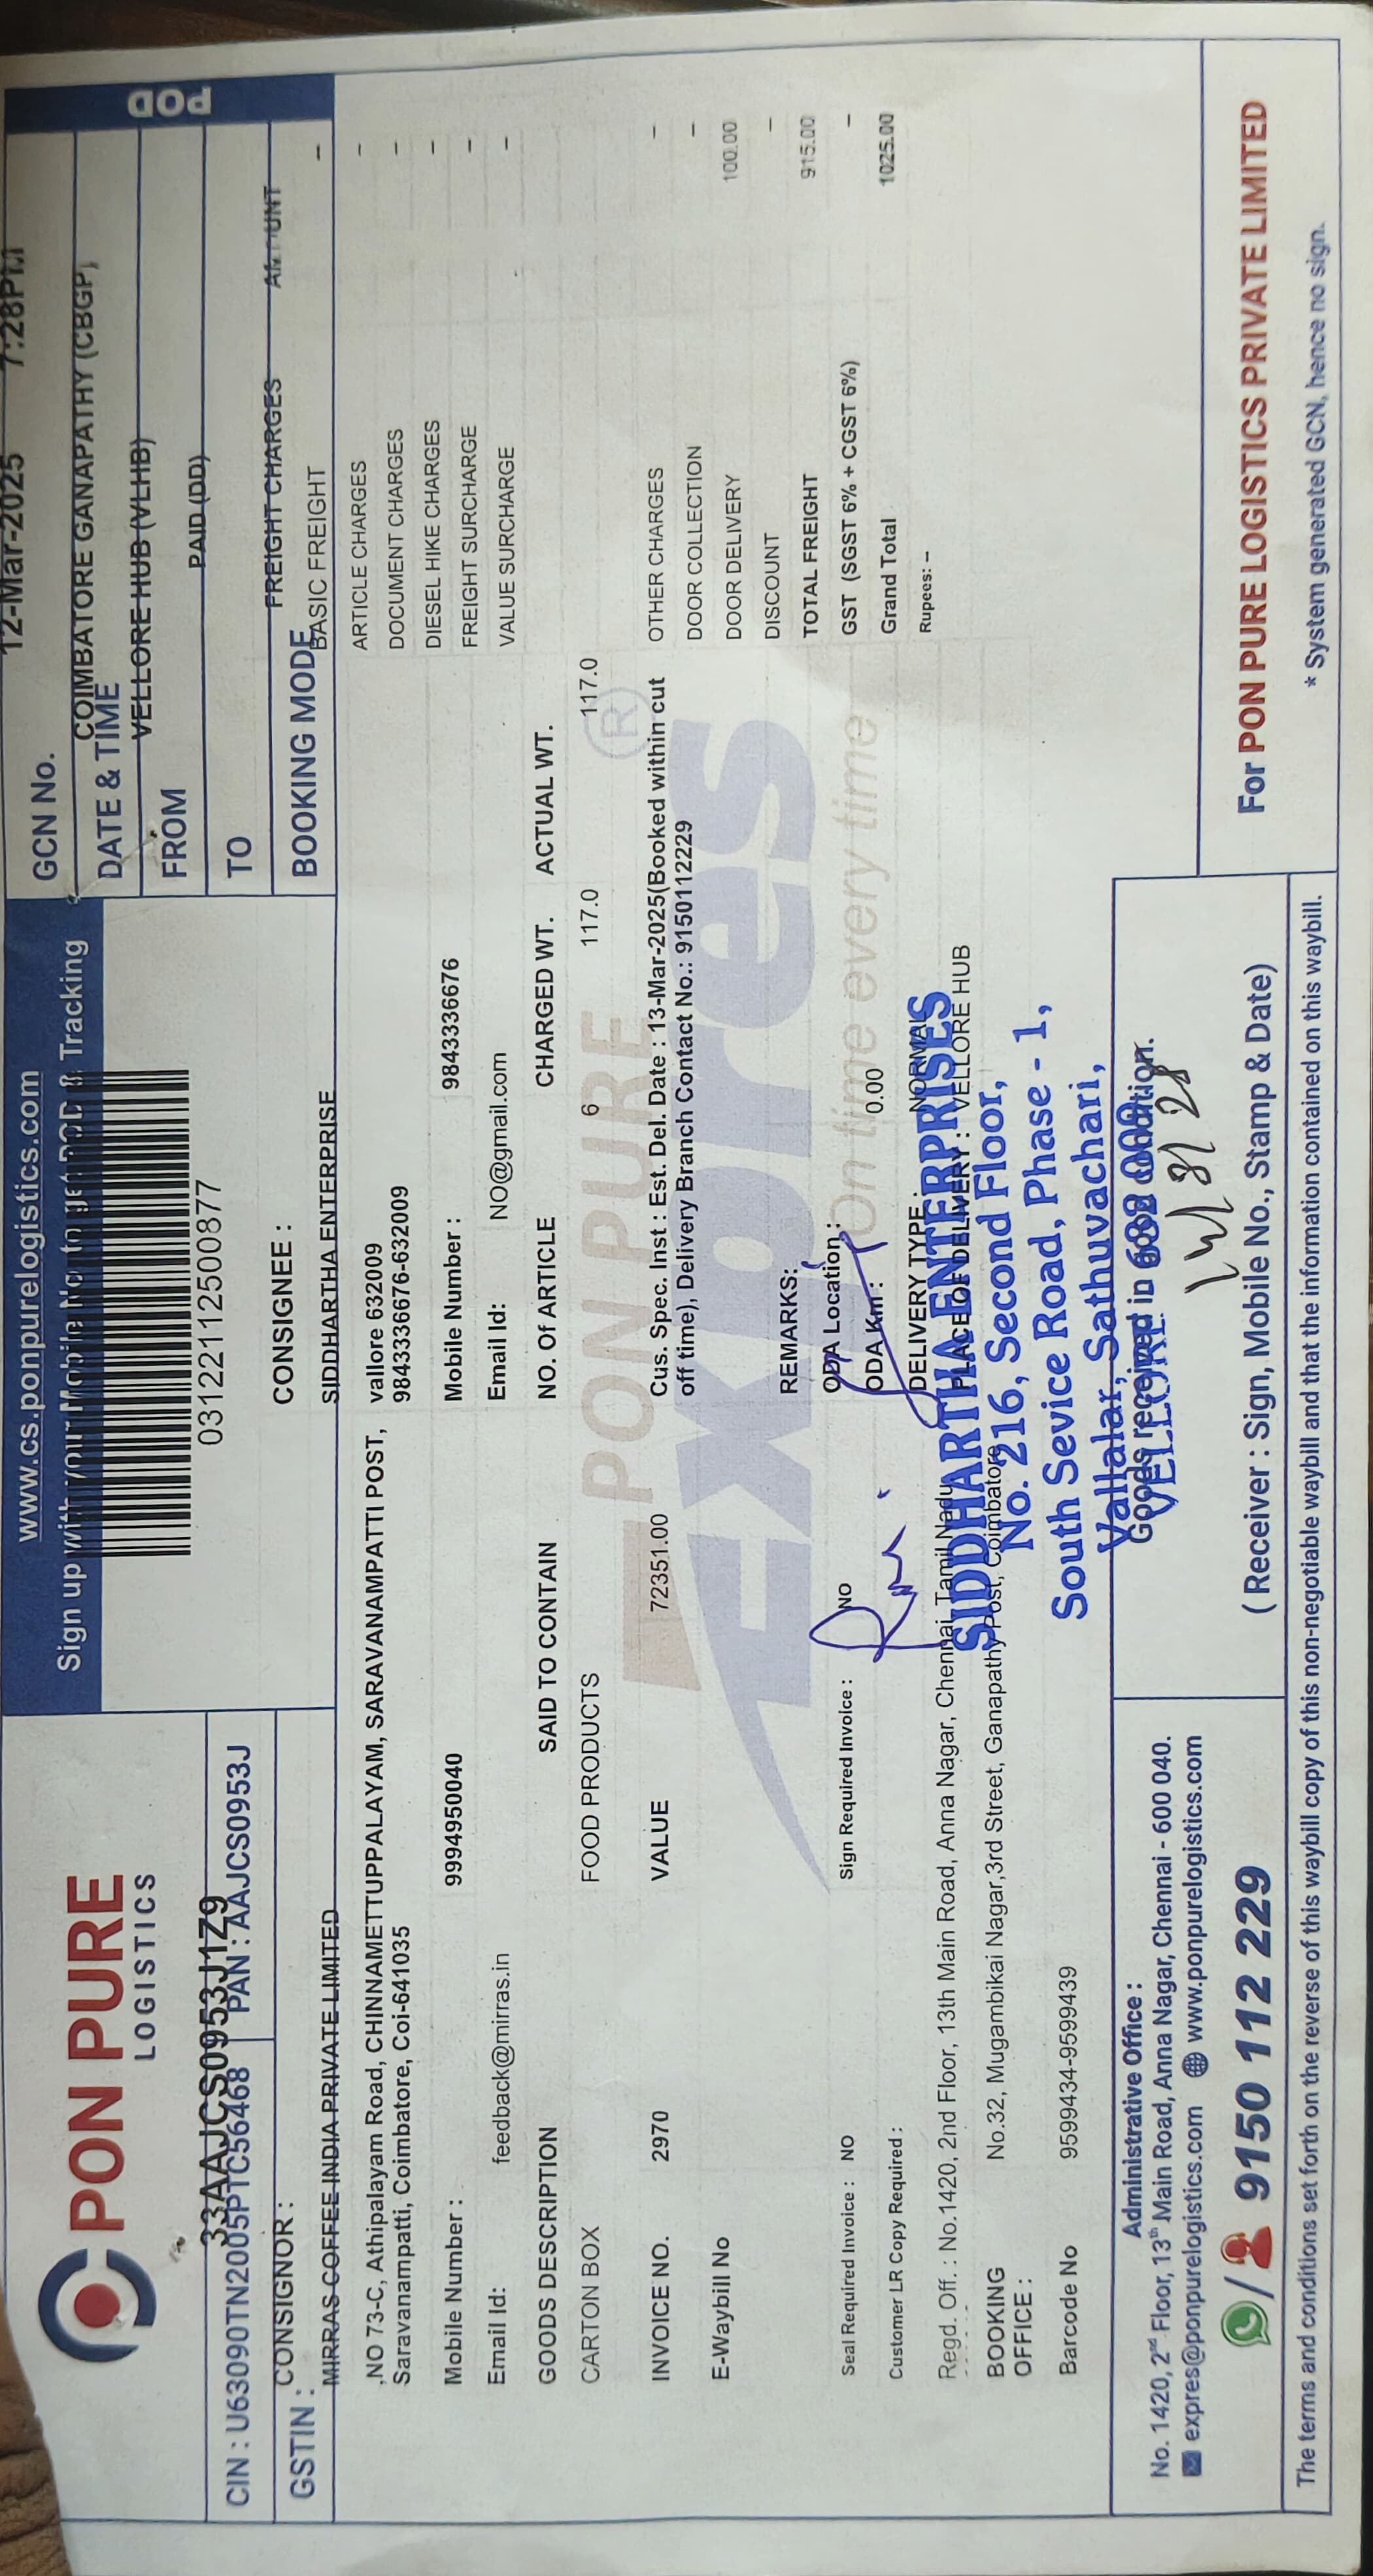 PON PURE
LOGISTICS
www.cs.ponpurelogistics.com
Sign up with your Mobile No to get POD & Tracking
03122112500877
GCN No.
12-Mar-2025 7:28PM
DATE & TIME
COIMBATORE GANAPATHY (CBGP)
FROM
VELLORE HUB (VLHB)
TO
PAID (DD)
BOOKING MODE
POD
33AAJCS0953J1Z9
CIN : U63090TN2005PTC56468 PAN : AAJCS0953J
GSTIN :
CONSIGNOR :
MIRRAS COFFEE INDIA PRIVATE LIMITED
,NO 73-C, Athipalayam Road, CHINNAMETTUPPALAYAM, SARAVANAMPATTI POST,
Saravanampatti, Coimbatore, Coi-641035
Mobile Number : 9994950040
Email Id: feedback@mirras.in
CONSIGNEE :
SIDDHARTHA ENTERPRISE
vallore 632009
9843336676-632009
Mobile Number : 9843336676
Email Id: NO@gmail.com
GOODS DESCRIPTION SAID TO CONTAIN NO. Of ARTICLE CHARGED WT. ACTUAL WT.
CARTON BOX FOOD PRODUCTS 6 117.0 117.0
INVOICE NO. 2970 VALUE 72351.00
Cus. Spec. Inst : Est. Del. Date : 13-Mar-2025(Booked within cut
off time), Delivery Branch Contact No.: 9150112229
E-Waybill No
REMARKS:
Seal Required Invoice : NO Sign Required Invoice : NO
ODA Location :
Customer LR Copy Required :
ODA Km : 0.00
Regd. Off. : No.1420, 2nd Floor, 13th Main Road, Anna Nagar, Chennai, Tamil Nadu
DELIVERY TYPE : NORMAL
BOOKING OFFICE : No.32, Mugambikai Nagar,3rd Street, Ganapathy Post, Coimbatore
PLACE OF DELIVERY : VELLORE HUB
Barcode No 9599434-9599439
FREIGHT CHARGES AMOUNT
BASIC FREIGHT –
ARTICLE CHARGES –
DOCUMENT CHARGES –
DIESEL HIKE CHARGES –
FREIGHT SURCHARGE –
VALUE SURCHARGE –
OTHER CHARGES –
DOOR COLLECTION –
DOOR DELIVERY 100.00
DISCOUNT –
TOTAL FREIGHT 915.00
GST (SGST 6% + CGST 6%) –
Grand Total 1025.00
Rupees: –
PON PURE
Expres ®
On time every time
SIDDHARTHA ENTERPRISES
No. 216, Second Floor,
South Sevice Road, Phase - 1,
Vallalar, Sathuvachari,
VELLORE
Goods received in good condition.
( Receiver : Sign, Mobile No., Stamp & Date)
Administrative Office :
No. 1420, 2nd Floor, 13th Main Road, Anna Nagar, Chennai - 600 040.
expres@ponpurelogistics.com www.ponpurelogistics.com
/ 9150 112 229
For PON PURE LOGISTICS PRIVATE LIMITED
* System generated GCN, hence no sign.
The terms and conditions set forth on the reverse of this waybill copy of this non-negotiable waybill and that the information contained on this waybill.